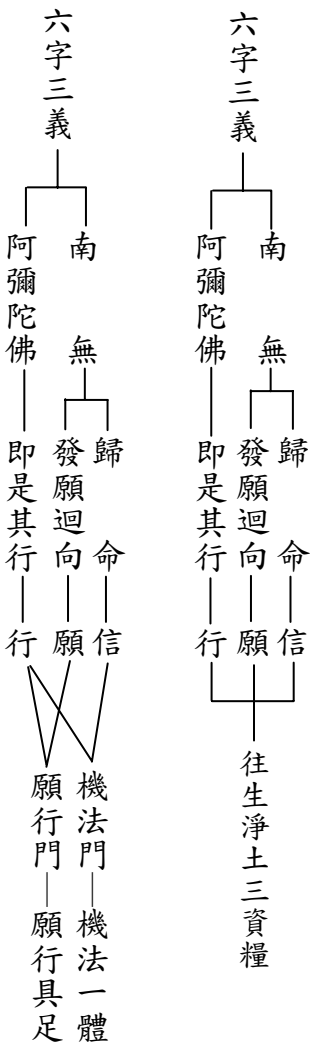 六字三義
南無
歸命
信
發願迴向
願
阿彌陀佛
即是其行
行
往生淨土三資糧
六字三義
南無
歸命
信
發願迴向
願
阿彌陀佛
即是其行
行
機法門—機法一體
願行門—願行具足